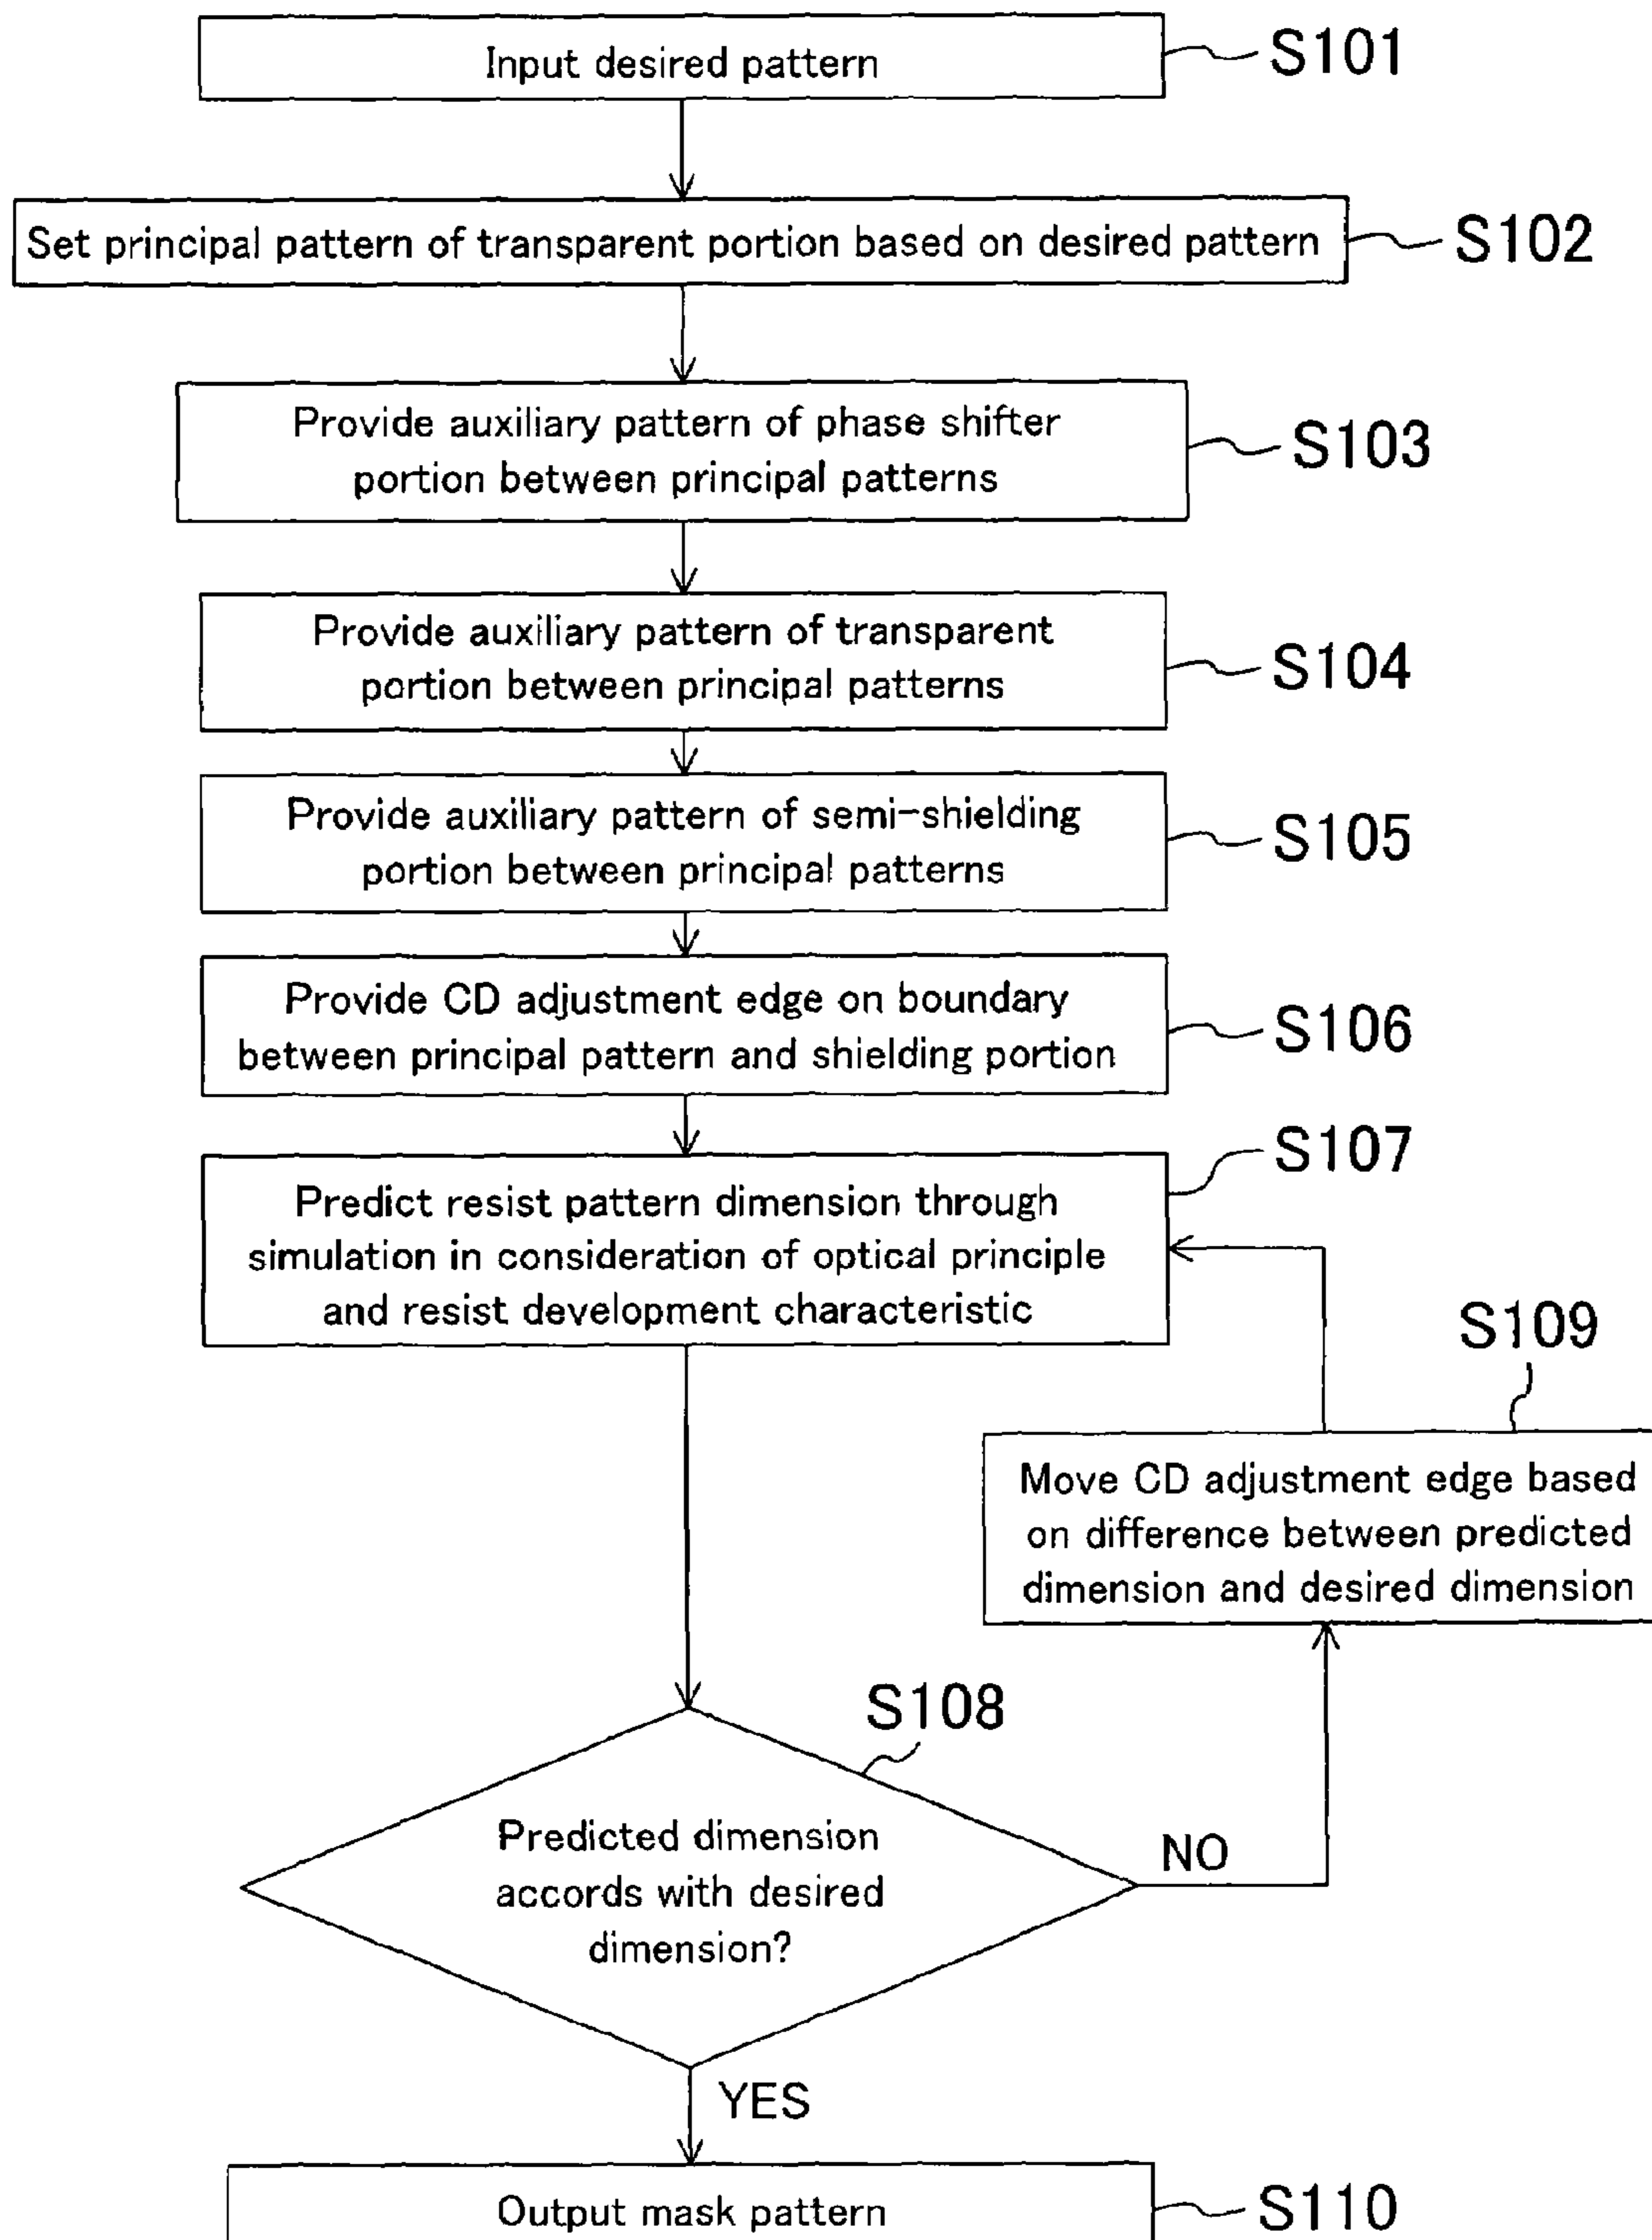 Input desired pattern
S101
Set principal pattern of transparent portion based on desired pattern
S102
Provide auxiliary pattern of phase shifter
portion between principal patterns
S103
Provide auxiliary pattern of transparent
portion between principal patterns
S104
Provide auxiliary pattern of semi-shielding
portion between principal patterns
S105
Provide CD adjustment edge on boundary
between principal pattern and shielding portion
S106
Predict resist pattern dimension through
simulation in consideration of optical principle
and resist development characteristic
S107
S109
Move CD adjustment edge based
on difference between predicted
dimension and desired dimension
S108
Predicted dimension
accords with desired
dimension?
NO
YES
Output mask pattern
S110